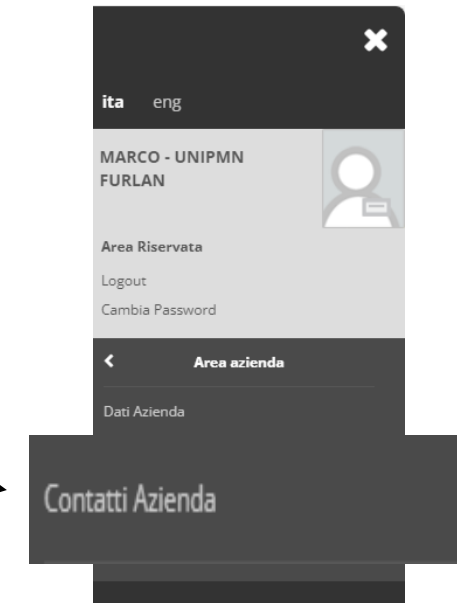 ita eng
MARCO - UNIPMN
FURLAN
Area Riservata
Logout
Cambia Password
Area azienda
Dati Azienda
Contatti Azienda